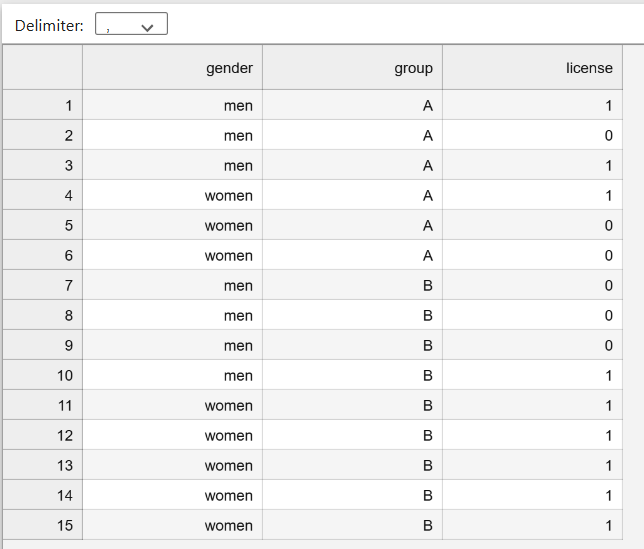 Delimiter: ,
gender group license
1 men A 1
2 men A 0
3 men A 1
4 women A 1
5 women A 0
6 women A 0
7 men B 0
8 men B 0
9 men B 0
10 men B 1
11 women B 1
12 women B 1
13 women B 1
14 women B 1
15 women B 1